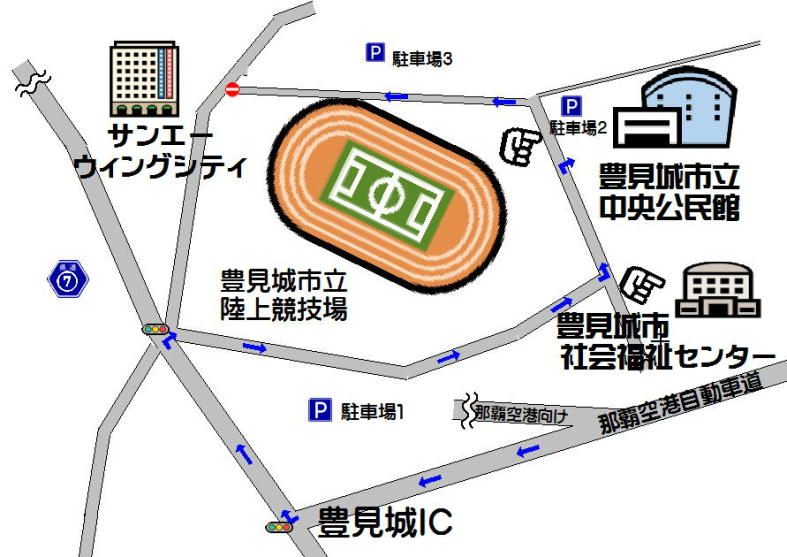 P 駐車場3
サンエー
ウィングシティ
P
駐車場2
豊見城市立
中央公民館
県道
7
豊見城市立
陸上競技場
豊見城市
社会福祉センター
P 駐車場1
那覇空港向け
那覇空港自動車道
豊見城IC